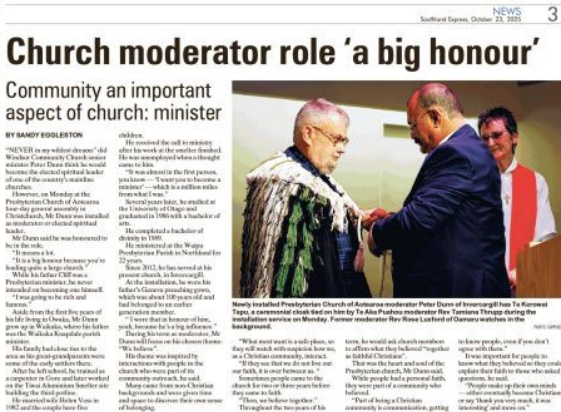 NEWS
Southland Express, October 23, 2025
3
Church moderator role ‘a big honour’
Community an important
aspect of church: minister
BY SANDY EGGLESTON
“NEVER in my wildest dreams” did
Windsor Community Church senior
minister Peter Dunn think he would
become the elected spiritual leader
of one of the country’s mainline
churches.
However, on Monday at the
Presbyterian Church of Aotearoa
four-day general assembly in
Christchurch, Mr Dunn was installed
as moderator or elected spiritual
leader.
Mr Dunn said he was honoured to
be in the role.
“It means a lot.
“It is a big honour because you’re
leading quite a large church.”
While his father Cliff was a
Presbyterian minister, he never
intended on becoming one himself.
“I was going to be rich and
famous.”
Aside from the first five years of
his life living in Owaka, Mr Dunn
grew up in Waikaka, where his father
was the Waikaka Knapdale parish
minister.
His family had close ties to the
area as his great-grandparents were
some of the early settlers there.
After he left school, he trained as
a carpenter in Gore and later worked
on the Tiwai Aluminium Smelter site
building the third potline.
He married wife Helen Voss in
1982 and the couple have five
children.
He received the call to ministry
after his work at the smelter finished.
He was unemployed when a thought
came to him.
“It was almost in the first person,
you know — ‘I want you to become a
minister’ — which is a million miles
from what I was.”
Several years later, he studied at
the University of Otago and
graduated in 1986 with a bachelor of
arts.
He completed a bachelor of
divinity in 1989.
He ministered at the Waipu
Presbyterian Parish in Northland for
22 years.
Since 2012, he has served at his
present church, in Invercargill.
At the installation, he wore his
father’s Geneva preaching gown,
which was about 100 years old and
had belonged to an earlier
generation member.
“I wore that in honour of him,
yeah, because he’s a big influence.”
During his term as moderator, Mr
Dunn will focus on his chosen theme
“We believe”.
His theme was inspired by
interactions with people in the
church who were part of its
community outreach, he said.
Many came from non-Christian
backgrounds and were given time
and space to discover their own sense
of belonging.
Newly installed Presbyterian Church of Aotearoa moderator Peter Dunn of Invercargill has Te Korowai
Tapu, a ceremonial cloak tied on him by Te Aka Puahou moderator Rev Tamiana Thrupp during the
installation service on Monday. Former moderator Rev Rose Luxford of Oamaru watches in the
background.
“What most want is a safe place, so
they will watch with suspicion how we,
as a Christian community, interact.
“If they see that we do not live out
our faith, it is over between us.”
Sometimes people came to the
church for two or three years before
they came to faith.
“Then, we believe together.”
Throughout the two years of his
term, he would ask church members
to affirm what they believed “together
as faithful Christians”.
That was the heart and soul of the
Presbyterian church, Mr Dunn said.
While people had a personal faith,
they were part of a community who
believed.
“Part of being a Christian
community is communication, getting
to know people, even if you don’t
agree with them.”
It was important for people to
know what they believed so they could
explain their faith to those who asked
questions, he said.
“People make up their own minds
— either eventually become Christian
or say ‘thank you very much, it was
interesting’ and move on.”